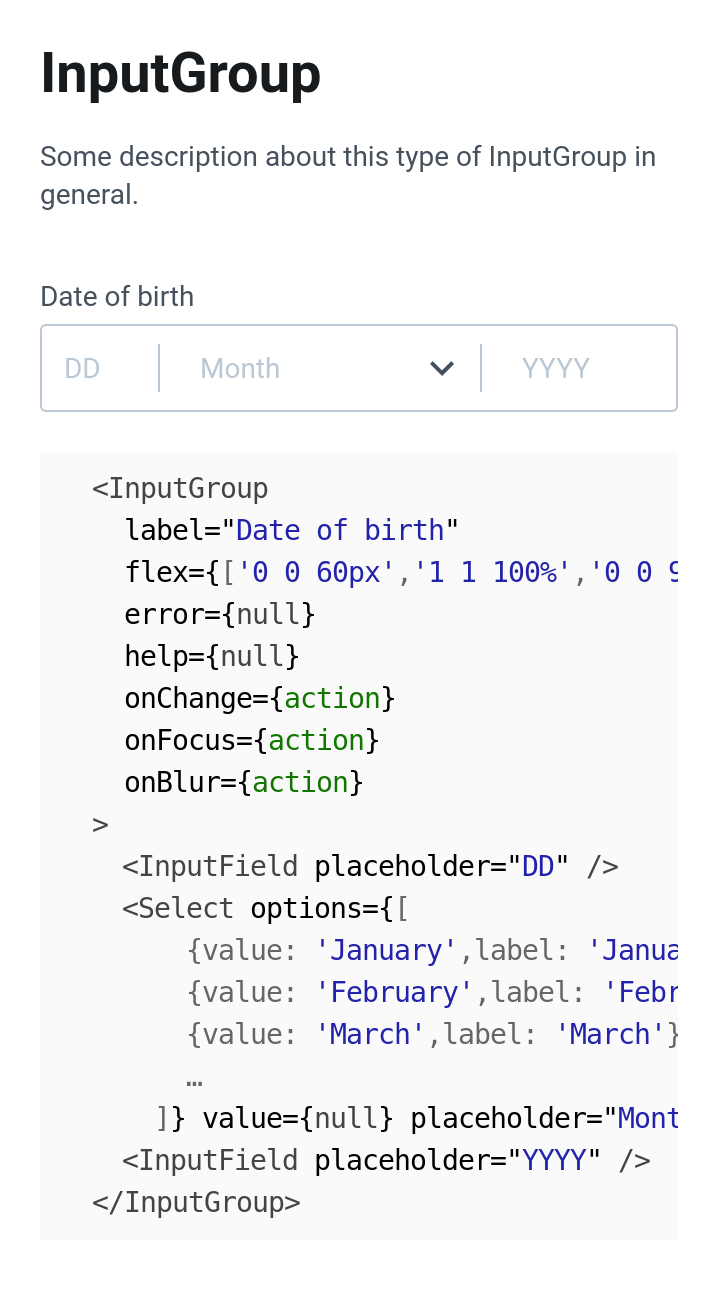 InputGroup
Some description about this type of InputGroup in
general.
Date of birth
DD Month YYYY
<InputGroup
label="Date of birth"
flex={['0 0 60px','1 1 100%','0 0 9
error={null}
help={null}
onChange={action}
onFocus={action}
onBlur={action}
>
<InputField placeholder="DD" />
<Select options={[
{value: 'January',label: 'Janua
{value: 'February',label: 'Febr
{value: 'March',label: 'March'}
…
]} value={null} placeholder="Mont
<InputField placeholder="YYYY" />
</InputGroup>